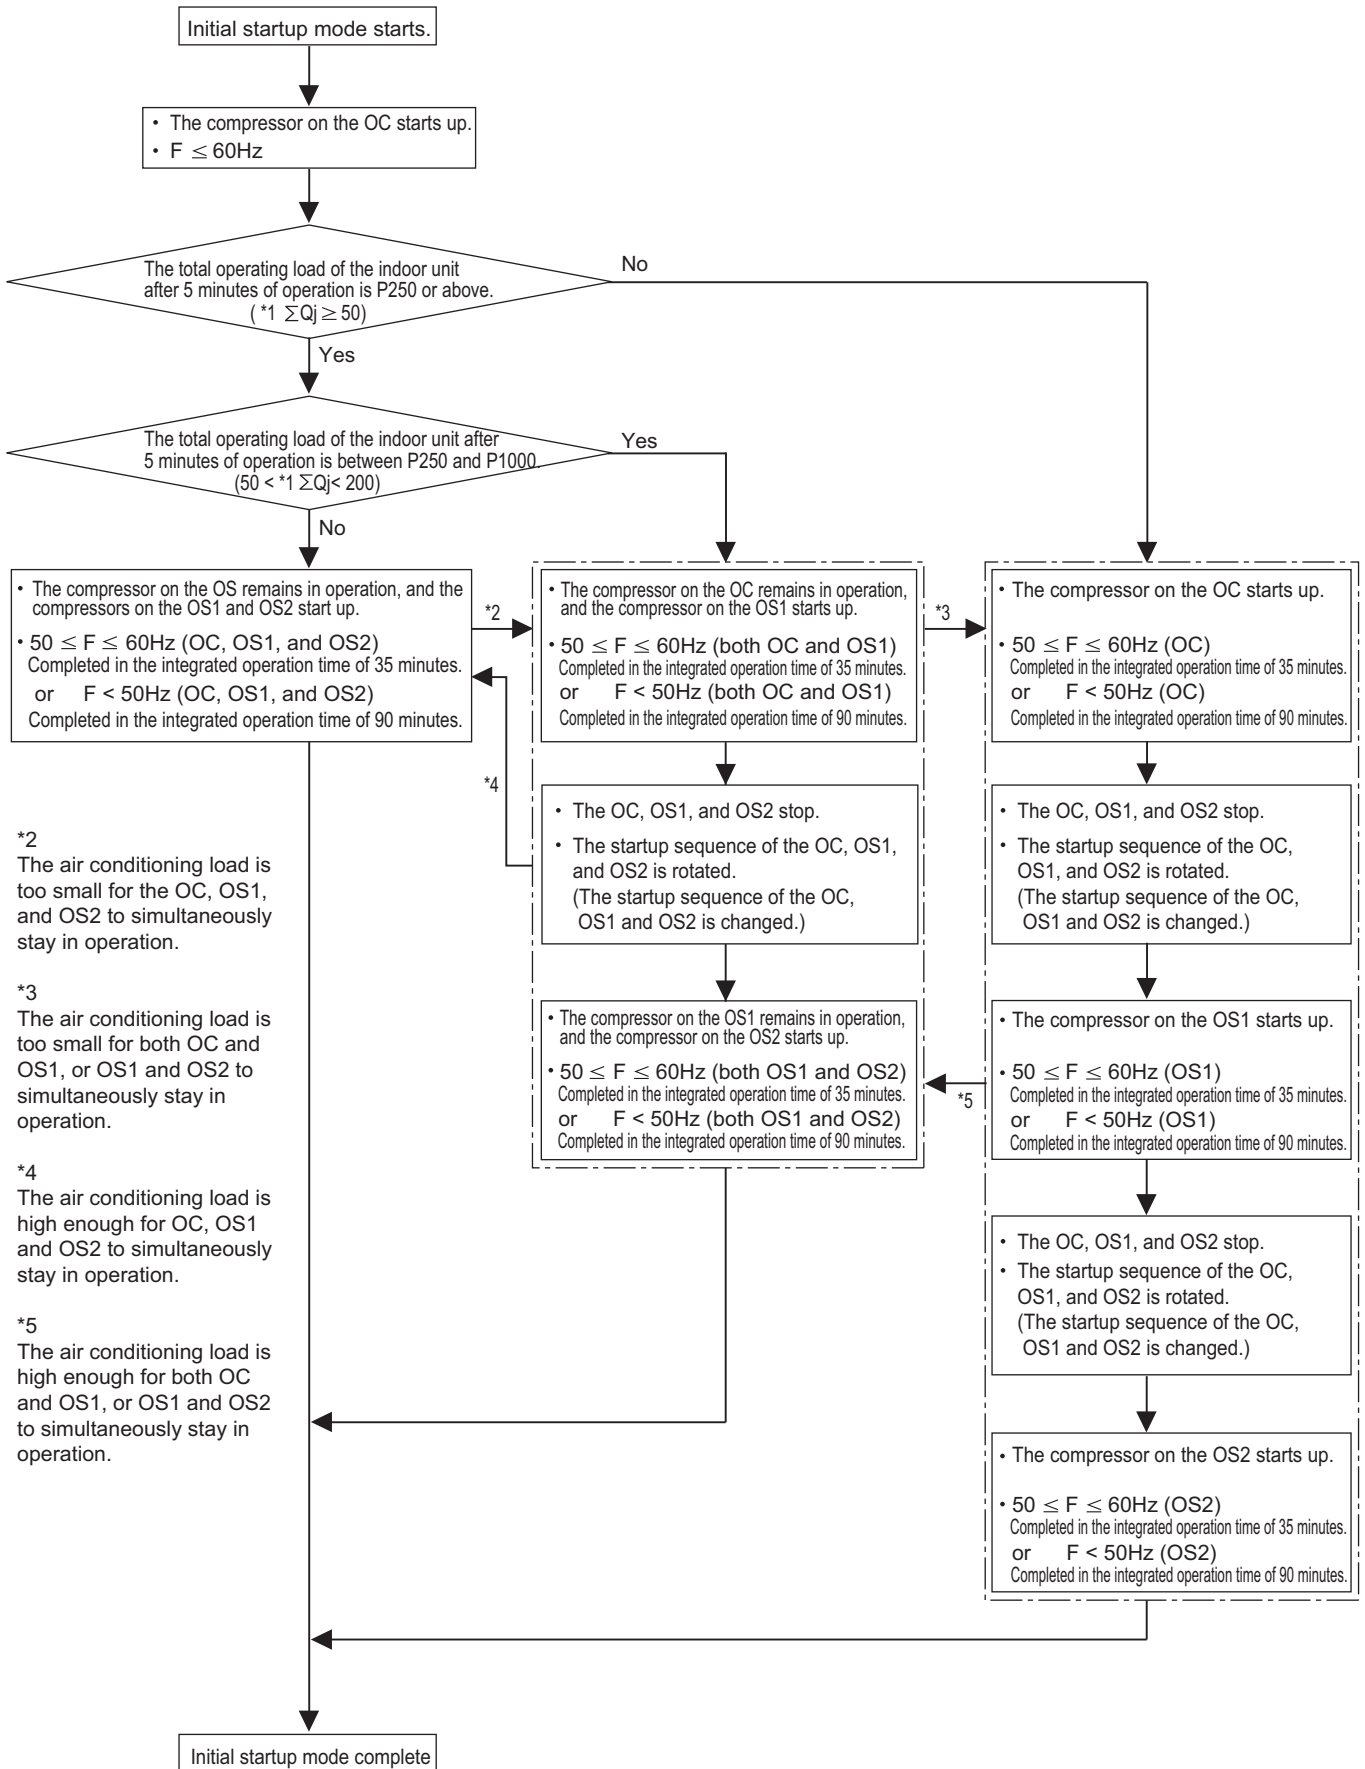 Initial startup mode starts.
• The compressor on the OC starts up.
• F ≤ 60Hz
The total operating load of the indoor unit
after 5 minutes of operation is P250 or above.
( *1 ∑Qj ≥ 50)
No
Yes
The total operating load of the indoor unit after
5 minutes of operation is between P250 and P1000.
(50 < *1 ∑Qj< 200)
Yes
No
• The compressor on the OS remains in operation, and the
compressors on the OS1 and OS2 start up.
• 50 ≤ F ≤ 60Hz (OC, OS1, and OS2)
Completed in the integrated operation time of 35 minutes.
or F < 50Hz (OC, OS1, and OS2)
Completed in the integrated operation time of 90 minutes.
*2
• The compressor on the OC remains in operation,
and the compressor on the OS1 starts up.
• 50 ≤ F ≤ 60Hz (both OC and OS1)
Completed in the integrated operation time of 35 minutes.
or F < 50Hz (both OC and OS1)
Completed in the integrated operation time of 90 minutes.
*3
• The compressor on the OC starts up.
• 50 ≤ F ≤ 60Hz (OC)
Completed in the integrated operation time of 35 minutes.
or F < 50Hz (OC)
Completed in the integrated operation time of 90 minutes.
*4
• The OC, OS1, and OS2 stop.
• The startup sequence of the OC, OS1,
and OS2 is rotated.
(The startup sequence of the OC,
OS1 and OS2 is changed.)
• The OC, OS1, and OS2 stop.
• The startup sequence of the OC,
OS1, and OS2 is rotated.
(The startup sequence of the OC,
OS1 and OS2 is changed.)
• The compressor on the OS1 remains in operation,
and the compressor on the OS2 starts up.
• 50 ≤ F ≤ 60Hz (both OS1 and OS2)
Completed in the integrated operation time of 35 minutes.
or F < 50Hz (both OS1 and OS2)
Completed in the integrated operation time of 90 minutes.
*5
• The compressor on the OS1 starts up.
• 50 ≤ F ≤ 60Hz (OS1)
Completed in the integrated operation time of 35 minutes.
or F < 50Hz (OS1)
Completed in the integrated operation time of 90 minutes.
• The OC, OS1, and OS2 stop.
• The startup sequence of the OC,
OS1, and OS2 is rotated.
(The startup sequence of the OC,
OS1 and OS2 is changed.)
• The compressor on the OS2 starts up.
• 50 ≤ F ≤ 60Hz (OS2)
Completed in the integrated operation time of 35 minutes.
or F < 50Hz (OS2)
Completed in the integrated operation time of 90 minutes.
*2
The air conditioning load is
too small for the OC, OS1,
and OS2 to simultaneously
stay in operation.
*3
The air conditioning load is
too small for both OC and
OS1, or OS1 and OS2 to
simultaneously stay in
operation.
*4
The air conditioning load is
high enough for OC, OS1
and OS2 to simultaneously
stay in operation.
*5
The air conditioning load is
high enough for both OC
and OS1, or OS1 and OS2
to simultaneously stay in
operation.
Initial startup mode complete